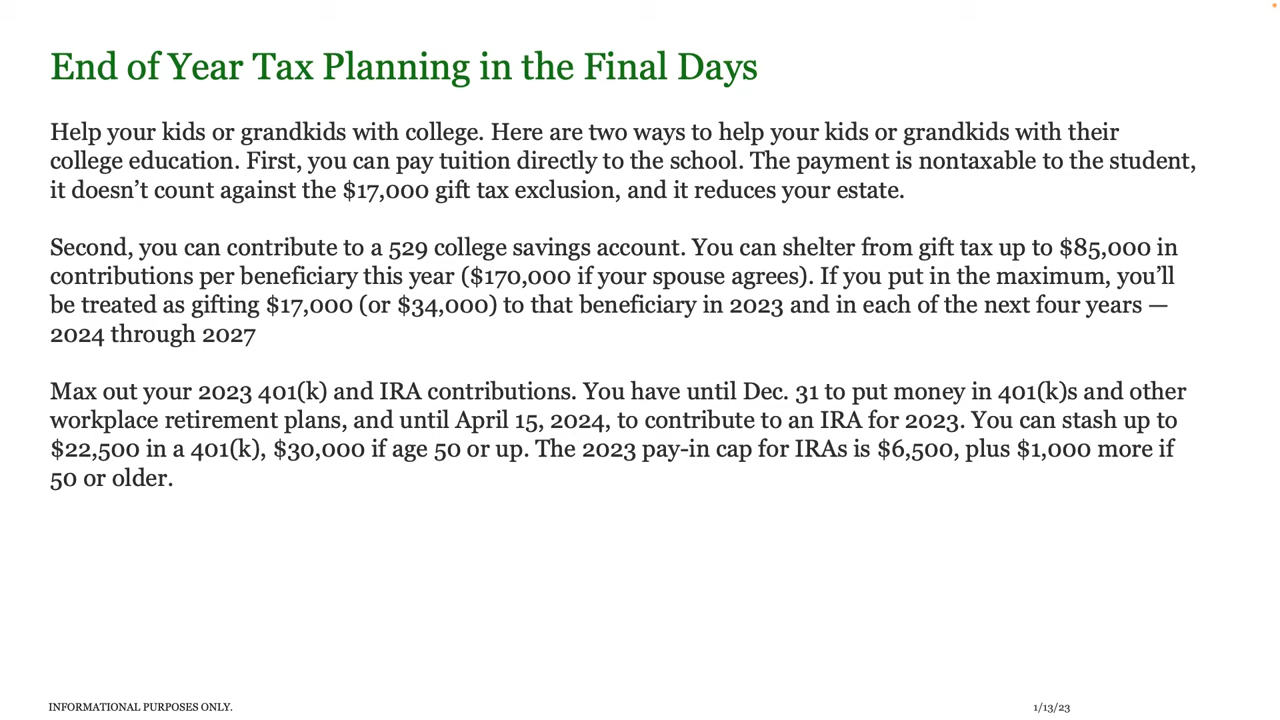 End of Year Tax Planning in the Final Days
Help your kids or grandkids with college. Here are two ways to help your kids or grandkids with their
college education. First, you can pay tuition directly to the school. The payment is nontaxable to the student,
it doesn’t count against the $17,000 gift tax exclusion, and it reduces your estate.
Second, you can contribute to a 529 college savings account. You can shelter from gift tax up to $85,000 in
contributions per beneficiary this year ($170,000 if your spouse agrees). If you put in the maximum, you’ll
be treated as gifting $17,000 (or $34,000) to that beneficiary in 2023 and in each of the next four years —
2024 through 2027
Max out your 2023 401(k) and IRA contributions. You have until Dec. 31 to put money in 401(k)s and other
workplace retirement plans, and until April 15, 2024, to contribute to an IRA for 2023. You can stash up to
$22,500 in a 401(k), $30,000 if age 50 or up. The 2023 pay-in cap for IRAs is $6,500, plus $1,000 more if
50 or older.
INFORMATIONAL PURPOSES ONLY.
1/13/23